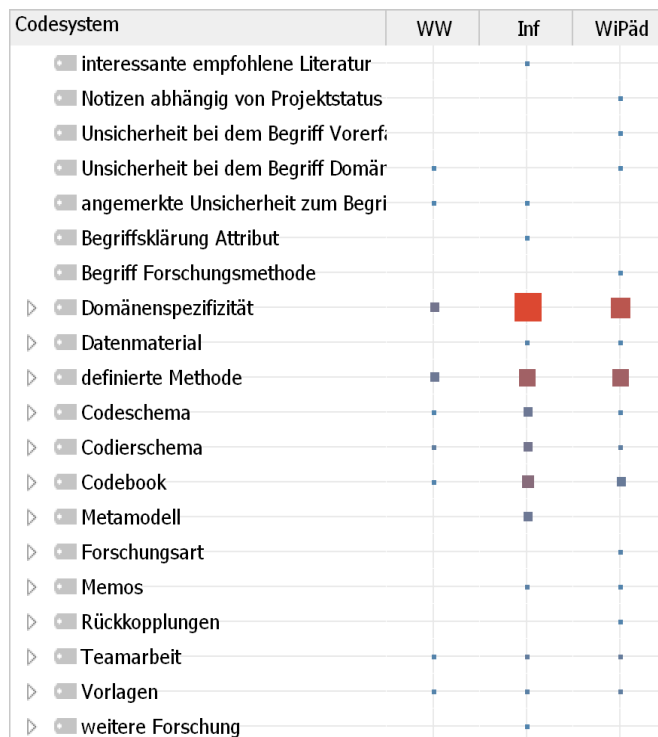 Codesystem WW Inf WiPäd
interessante empfohlene Literatur
Notizen abhängig von Projektstatus
Unsicherheit bei dem Begriff Vorerfa
Unsicherheit bei dem Begriff Domär
angemerkte Unsicherheit zum Begri
Begriffsklärung Attribut
Begriff Forschungsmethode
Domänenspezifizität
Datenmaterial
definierte Methode
Codeschema
Codierschema
Codebook
Metamodell
Forschungsart
Memos
Rückkopplungen
Teamarbeit
Vorlagen
weitere Forschung